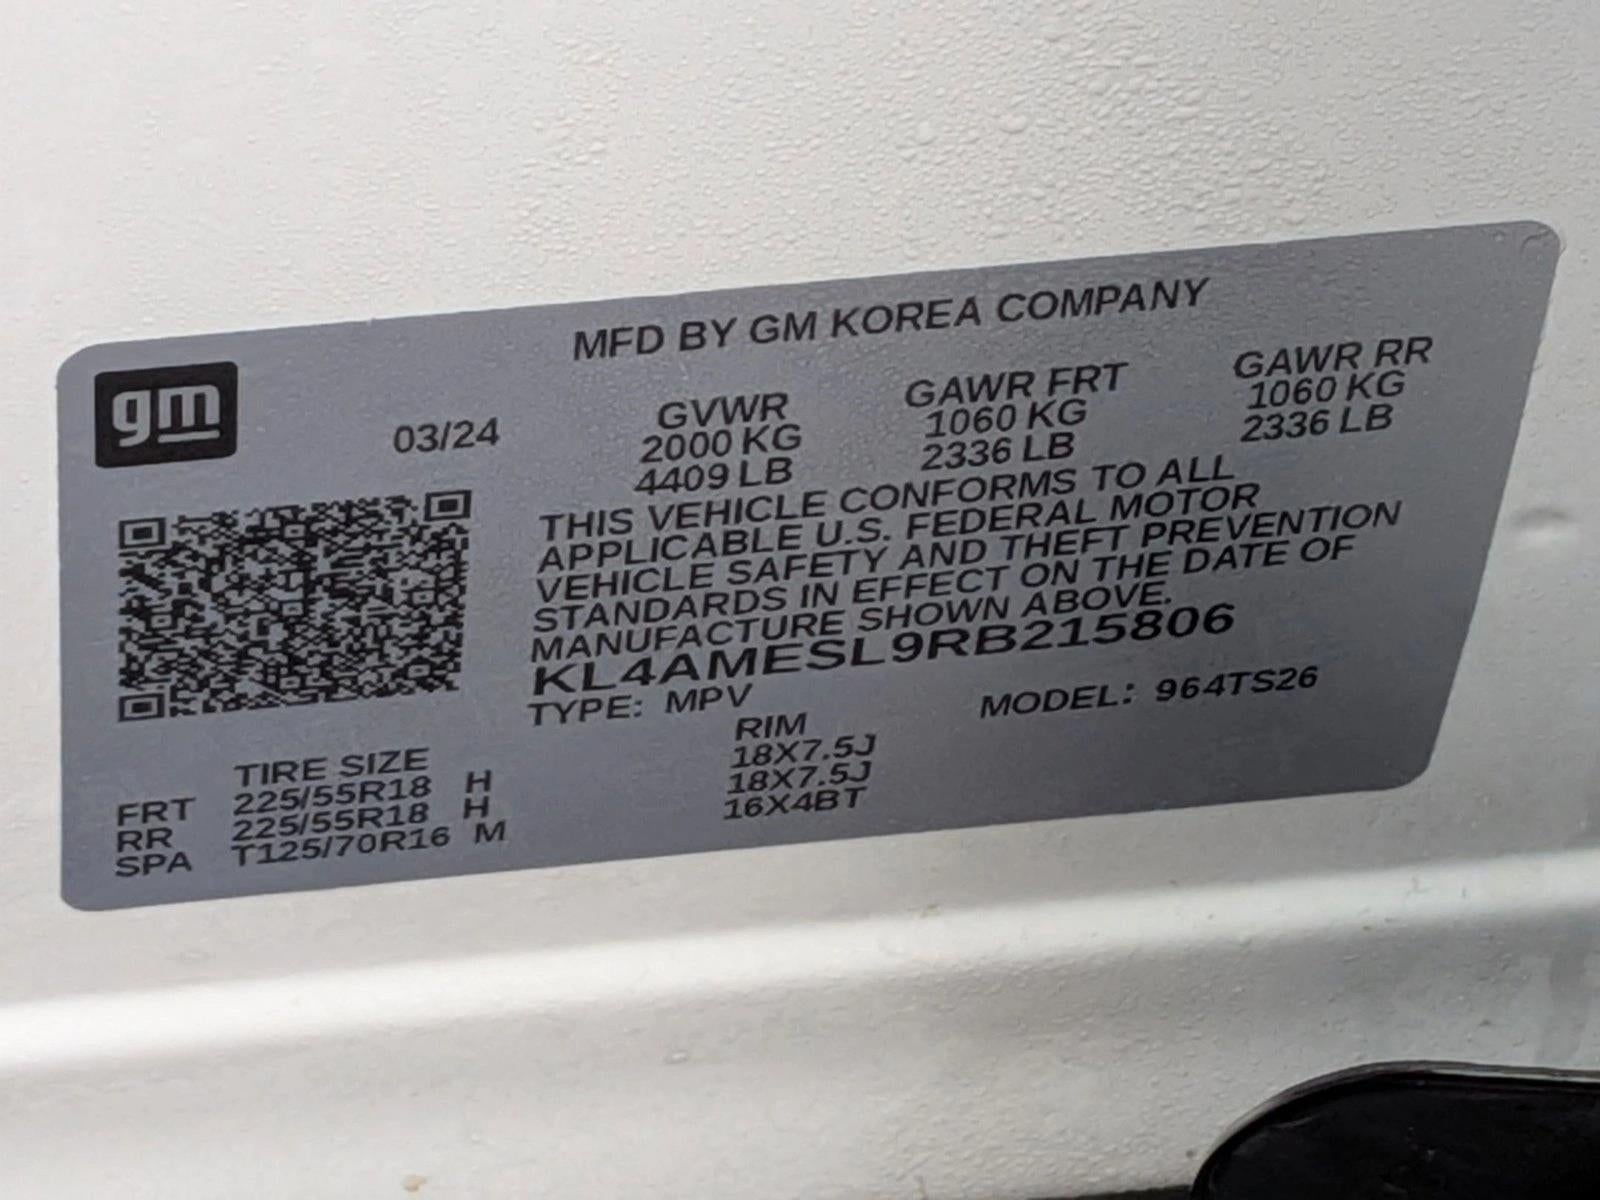 MFD BY GM KOREA COMPANY
gm
03/24
GVWR GAWR FRT GAWR RR
2000 KG 1060 KG 1060 KG
4409 LB 2336 LB 2336 LB
THIS VEHICLE CONFORMS TO ALL
APPLICABLE U.S. FEDERAL MOTOR
VEHICLE SAFETY AND THEFT PREVENTION
STANDARDS IN EFFECT ON THE DATE OF
MANUFACTURE SHOWN ABOVE.
KL4AMESL9RB215806
TYPE: MPV MODEL: 964TS26
TIRE SIZE RIM
FRT 225/55R18 H 18X7.5J
RR 225/55R18 H 18X7.5J
SPA T125/70R16 M 16X4BT